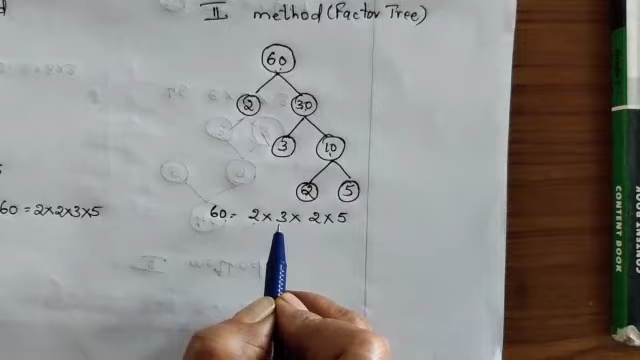 II method (Factor Tree)
60
2 30
3 10
2 5
60 = 2×2×3×5
60 = 2×3×2×5
CONTENT BOOK